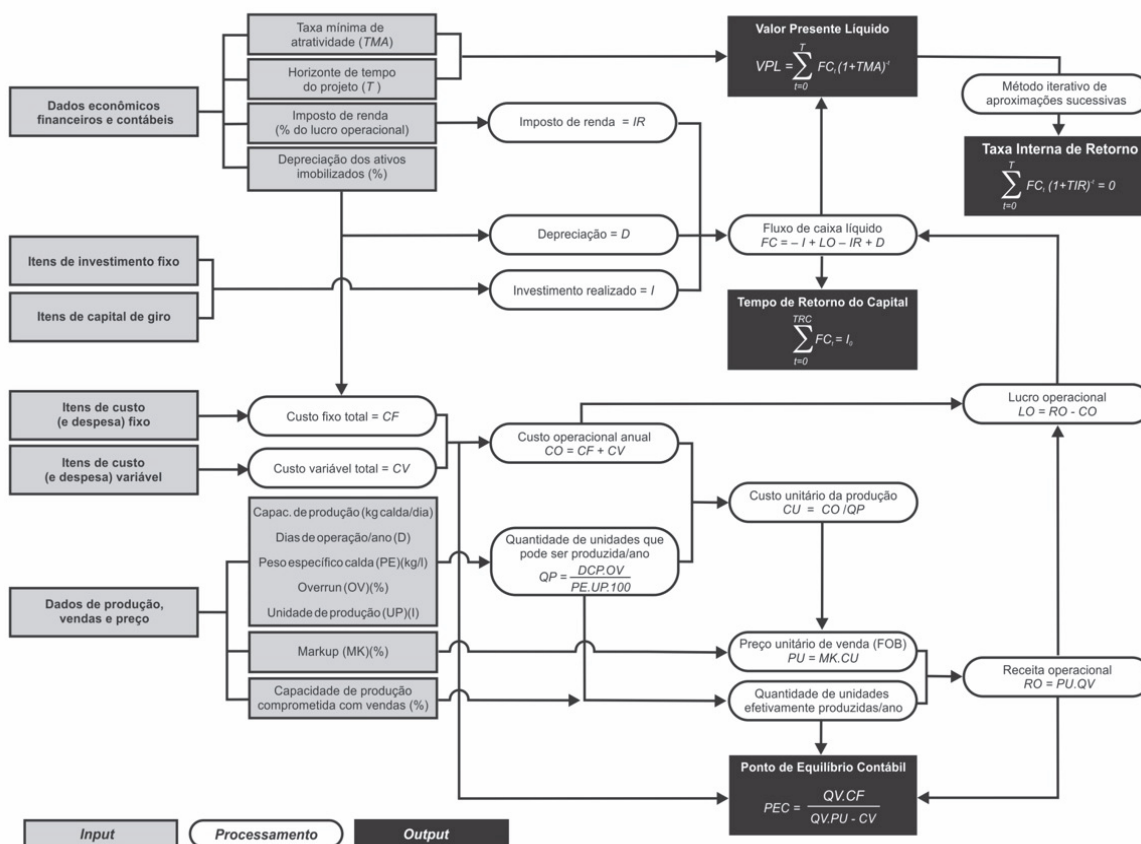 Dados econômicos
financeiros e contábeis
Taxa mínima de
atratividade (TMA)
Horizonte de tempo
do projeto (T )
Imposto de renda
(% do lucro operacional)
Depreciação dos ativos
imobilizados (%)
Imposto de renda = IR
Valor Presente Líquido
VPL = T ∑ t=0 FCt (1+TMA)-t
Método iterativo de
aproximações sucessivas
Taxa Interna de Retorno
T ∑ t=0 FCt (1+TIR)-t = 0
Itens de investimento fixo
Itens de capital de giro
Depreciação = D
Investimento realizado = I
Fluxo de caixa líquido
FC = – I + LO – IR + D
Tempo de Retorno do Capital
TRC ∑ t=0 FCt = I0
Itens de custo
(e despesa) fixo
Itens de custo
(e despesa) variável
Custo fixo total = CF
Custo variável total = CV
Custo operacional anual
CO = CF + CV
Lucro operacional
LO = RO - CO
Custo unitário da produção
CU = CO /QP
Dados de produção,
vendas e preço
Capac. de produção (kg calda/dia)
Dias de operação/ano (D)
Peso específico calda (PE)(kg/l)
Overrun (OV)(%)
Unidade de produção (UP)(l)
Markup (MK)(%)
Capacidade de produção
comprometida com vendas (%)
Quantidade de unidades que
pode ser produzida/ano
QP = DCP.OV
PE.UP.100
Preço unitário de venda (FOB)
PU = MK.CU
Quantidade de unidades
efetivamente produzidas/ano
Receita operacional
RO = PU.QV
Ponto de Equilíbrio Contábil
PEC = QV.CF
QV.PU - CV
Input
Processamento
Output